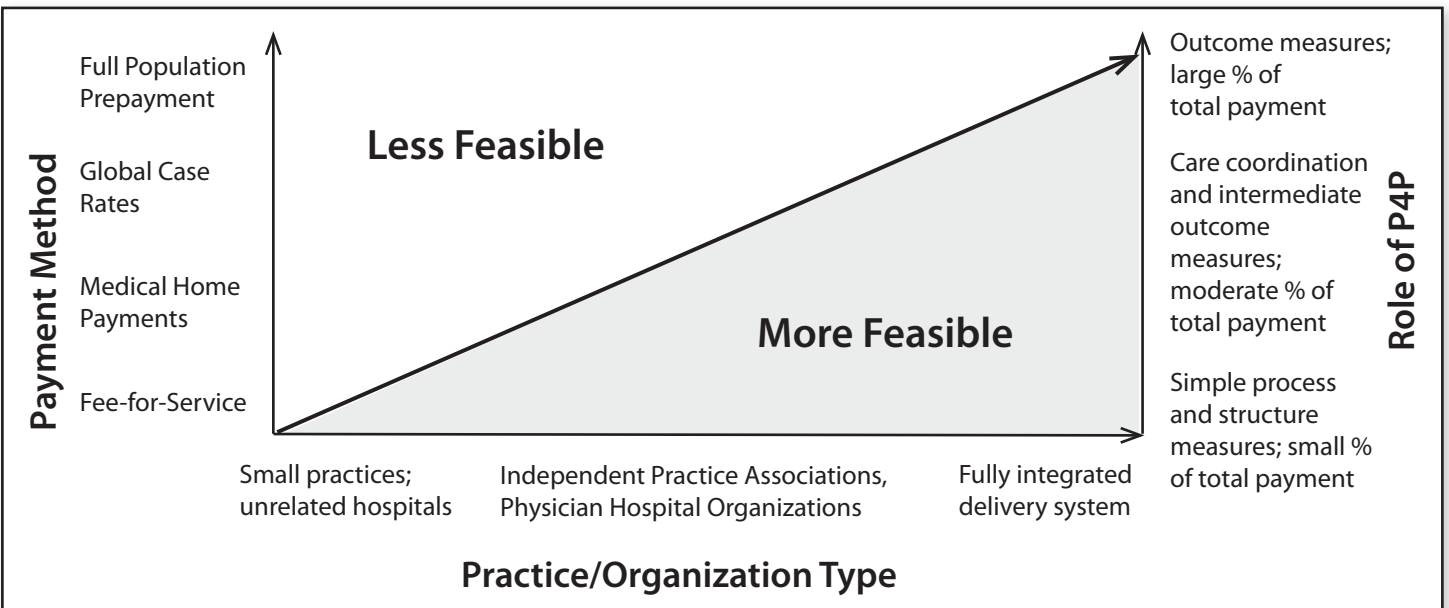 Payment Method
Full Population
Prepayment
Global Case
Rates
Medical Home
Payments
Fee-for-Service
Less Feasible
More Feasible
Outcome measures;
large % of
total payment
Care coordination
and intermediate
outcome
measures;
moderate % of
total payment
Simple process
and structure
measures; small %
of total payment
Role of P4P
Small practices;
unrelated hospitals
Independent Practice Associations,
Physician Hospital Organizations
Fully integrated
delivery system
Practice/Organization Type